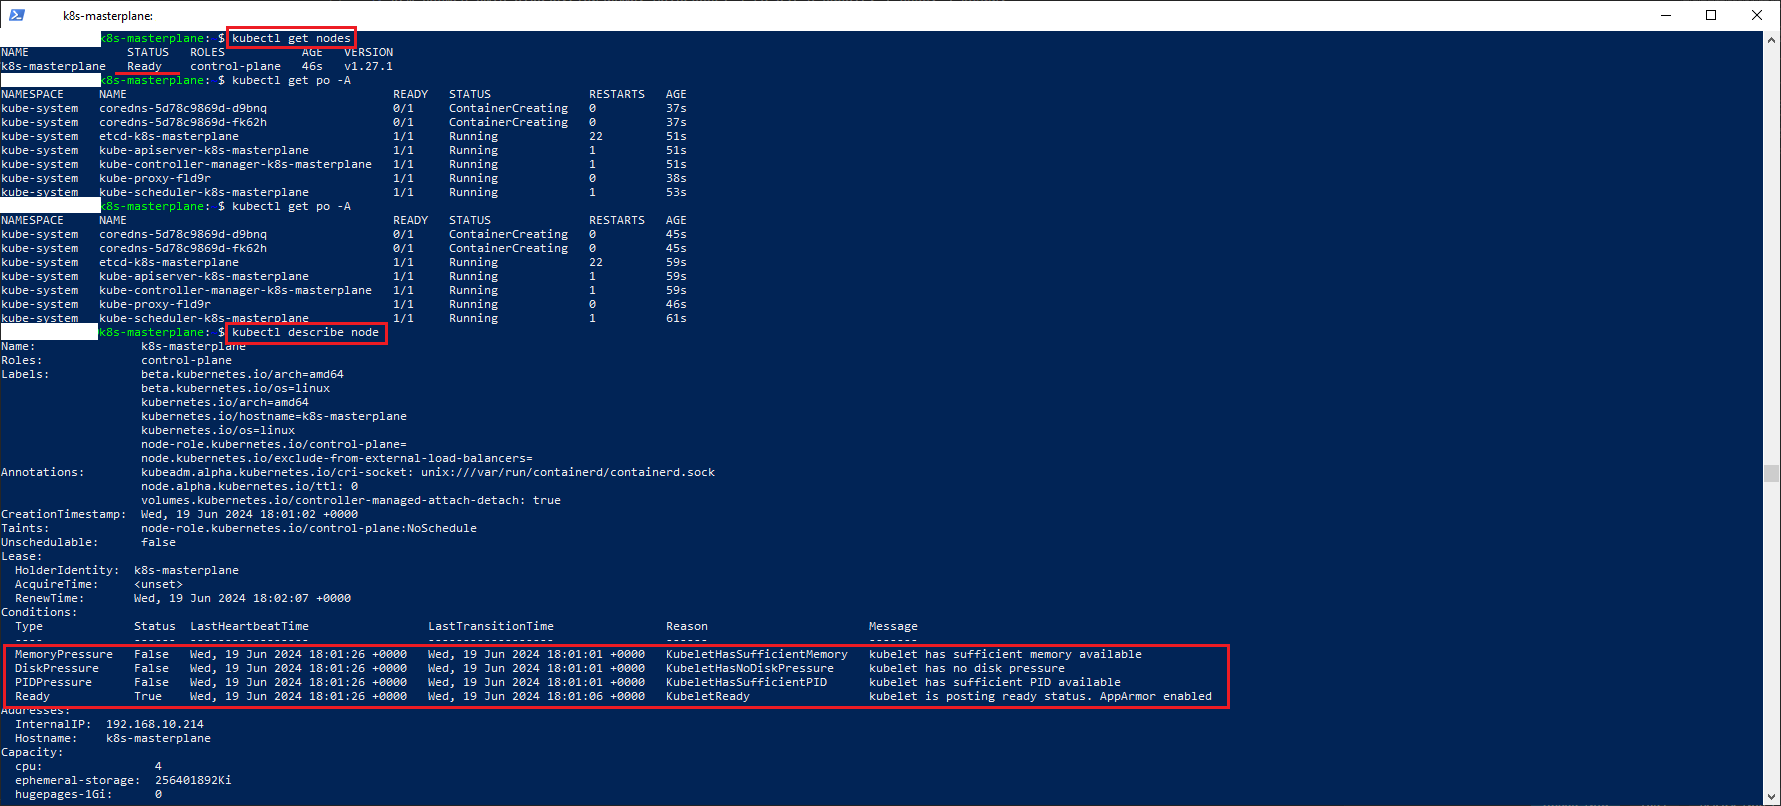 k8s-masterplane:
k8s-masterplane: $ kubectl get nodes
NAME STATUS ROLES AGE VERSION
k8s-masterplane Ready control-plane 46s v1.27.1
k8s-masterplane: $ kubectl get po -A
NAMESPACE NAME READY STATUS RESTARTS AGE
kube-system coredns-5d78c9869d-d9bnq 0/1 ContainerCreating 0 37s
kube-system coredns-5d78c9869d-fk62h 0/1 ContainerCreating 0 37s
kube-system etcd-k8s-masterplane 1/1 Running 22 51s
kube-system kube-apiserver-k8s-masterplane 1/1 Running 1 51s
kube-system kube-controller-manager-k8s-masterplane 1/1 Running 1 51s
kube-system kube-proxy-fld9r 1/1 Running 0 38s
kube-system kube-scheduler-k8s-masterplane 1/1 Running 1 53s
k8s-masterplane: $ kubectl get po -A
NAMESPACE NAME READY STATUS RESTARTS AGE
kube-system coredns-5d78c9869d-d9bnq 0/1 ContainerCreating 0 45s
kube-system coredns-5d78c9869d-fk62h 0/1 ContainerCreating 0 45s
kube-system etcd-k8s-masterplane 1/1 Running 22 59s
kube-system kube-apiserver-k8s-masterplane 1/1 Running 1 59s
kube-system kube-controller-manager-k8s-masterplane 1/1 Running 1 59s
kube-system kube-proxy-fld9r 1/1 Running 0 46s
kube-system kube-scheduler-k8s-masterplane 1/1 Running 1 61s
k8s-masterplane: $ kubectl describe node
Name: k8s-masterplane
Roles: control-plane
Labels: beta.kubernetes.io/arch=amd64
beta.kubernetes.io/os=linux
kubernetes.io/arch=amd64
kubernetes.io/hostname=k8s-masterplane
kubernetes.io/os=linux
node-role.kubernetes.io/control-plane=
node.kubernetes.io/exclude-from-external-load-balancers=
Annotations: kubeadm.alpha.kubernetes.io/cri-socket: unix:///var/run/containerd/containerd.sock
node.alpha.kubernetes.io/ttl: 0
volumes.kubernetes.io/controller-managed-attach-detach: true
CreationTimestamp: Wed, 19 Jun 2024 18:01:02 +0000
Taints: node-role.kubernetes.io/control-plane:NoSchedule
Unschedulable: false
Lease:
HolderIdentity: k8s-masterplane
AcquireTime: <unset>
RenewTime: Wed, 19 Jun 2024 18:02:07 +0000
Conditions:
Type Status LastHeartbeatTime LastTransitionTime Reason Message
---- ------ ----------------- ------------------ ------ -------
MemoryPressure False Wed, 19 Jun 2024 18:01:26 +0000 Wed, 19 Jun 2024 18:01:01 +0000 KubeletHasSufficientMemory kubelet has sufficient memory available
DiskPressure False Wed, 19 Jun 2024 18:01:26 +0000 Wed, 19 Jun 2024 18:01:01 +0000 KubeletHasNoDiskPressure kubelet has no disk pressure
PIDPressure False Wed, 19 Jun 2024 18:01:26 +0000 Wed, 19 Jun 2024 18:01:01 +0000 KubeletHasSufficientPID kubelet has sufficient PID available
Ready True Wed, 19 Jun 2024 18:01:26 +0000 Wed, 19 Jun 2024 18:01:06 +0000 KubeletReady kubelet is posting ready status. AppArmor enabled
Addresses:
InternalIP: 192.168.10.214
Hostname: k8s-masterplane
Capacity:
cpu: 4
ephemeral-storage: 256401892Ki
hugepages-1Gi: 0